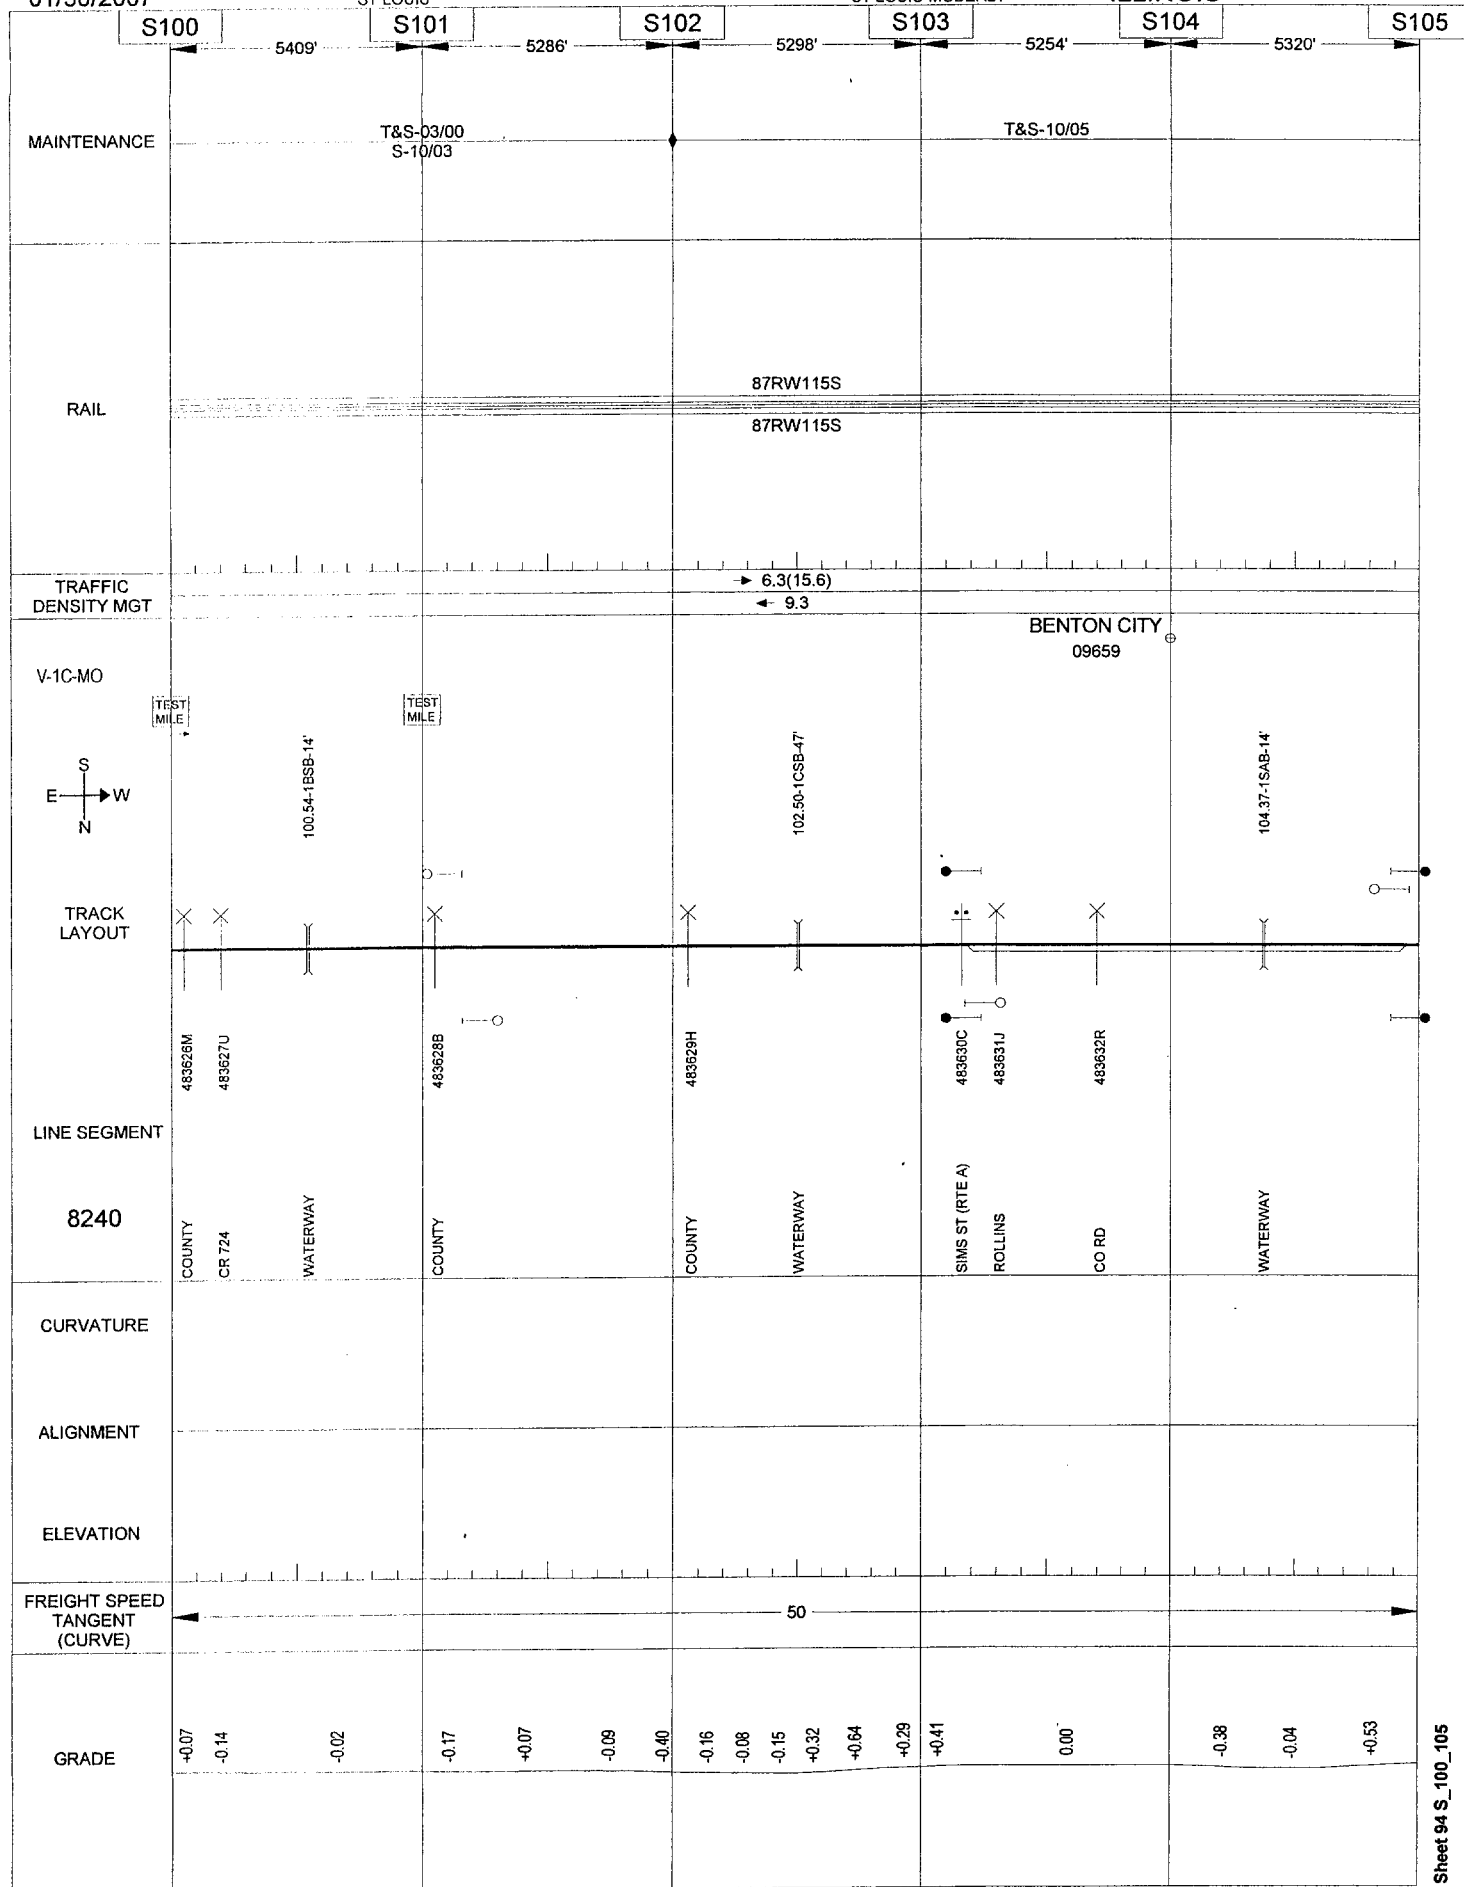 S100 S101 S102 S103 S104 S105
5409' 5286' 5298' 5254' 5320'
MAINTENANCE
T&S-03/00
S-10/03
T&S-10/05
RAIL
87RW115S
87RW115S
TRAFFIC
DENSITY MGT
6.3(15.6)
9.3
BENTON CITY
09659
V-1C-MO
TEST
MILE
TEST
MILE
S
E W
N
100.54-1BSB-14'
102.50-1CSB-47'
104.37-1SAB-14'
TRACK
LAYOUT
483626M
483627U
483628B
483629H
483630C
483631J
483632R
LINE SEGMENT
8240
COUNTY
CR 724
WATERWAY
COUNTY
COUNTY
WATERWAY
SIMS ST (RTE A)
ROLLINS
CO RD
WATERWAY
CURVATURE
ALIGNMENT
ELEVATION
FREIGHT SPEED
TANGENT
(CURVE)
50
GRADE
+0.07
-0.14
-0.02
-0.17
+0.07
-0.09
-0.40
-0.16
-0.08
-0.15
+0.32
+0.64
+0.29
+0.41
0.00
-0.38
-0.04
+0.53
Sheet 94 S_100_105